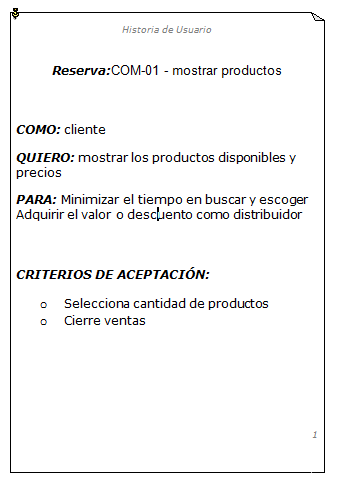 Historia de Usuario
Reserva:COM-01 - mostrar productos
COMO: cliente
QUIERO: mostrar los productos disponibles y
precios
PARA: Minimizar el tiempo en buscar y escoger
Adquirir el valor o descuento como distribuidor
CRITERIOS DE ACEPTACIÓN:
o Selecciona cantidad de productos
o Cierre ventas
1